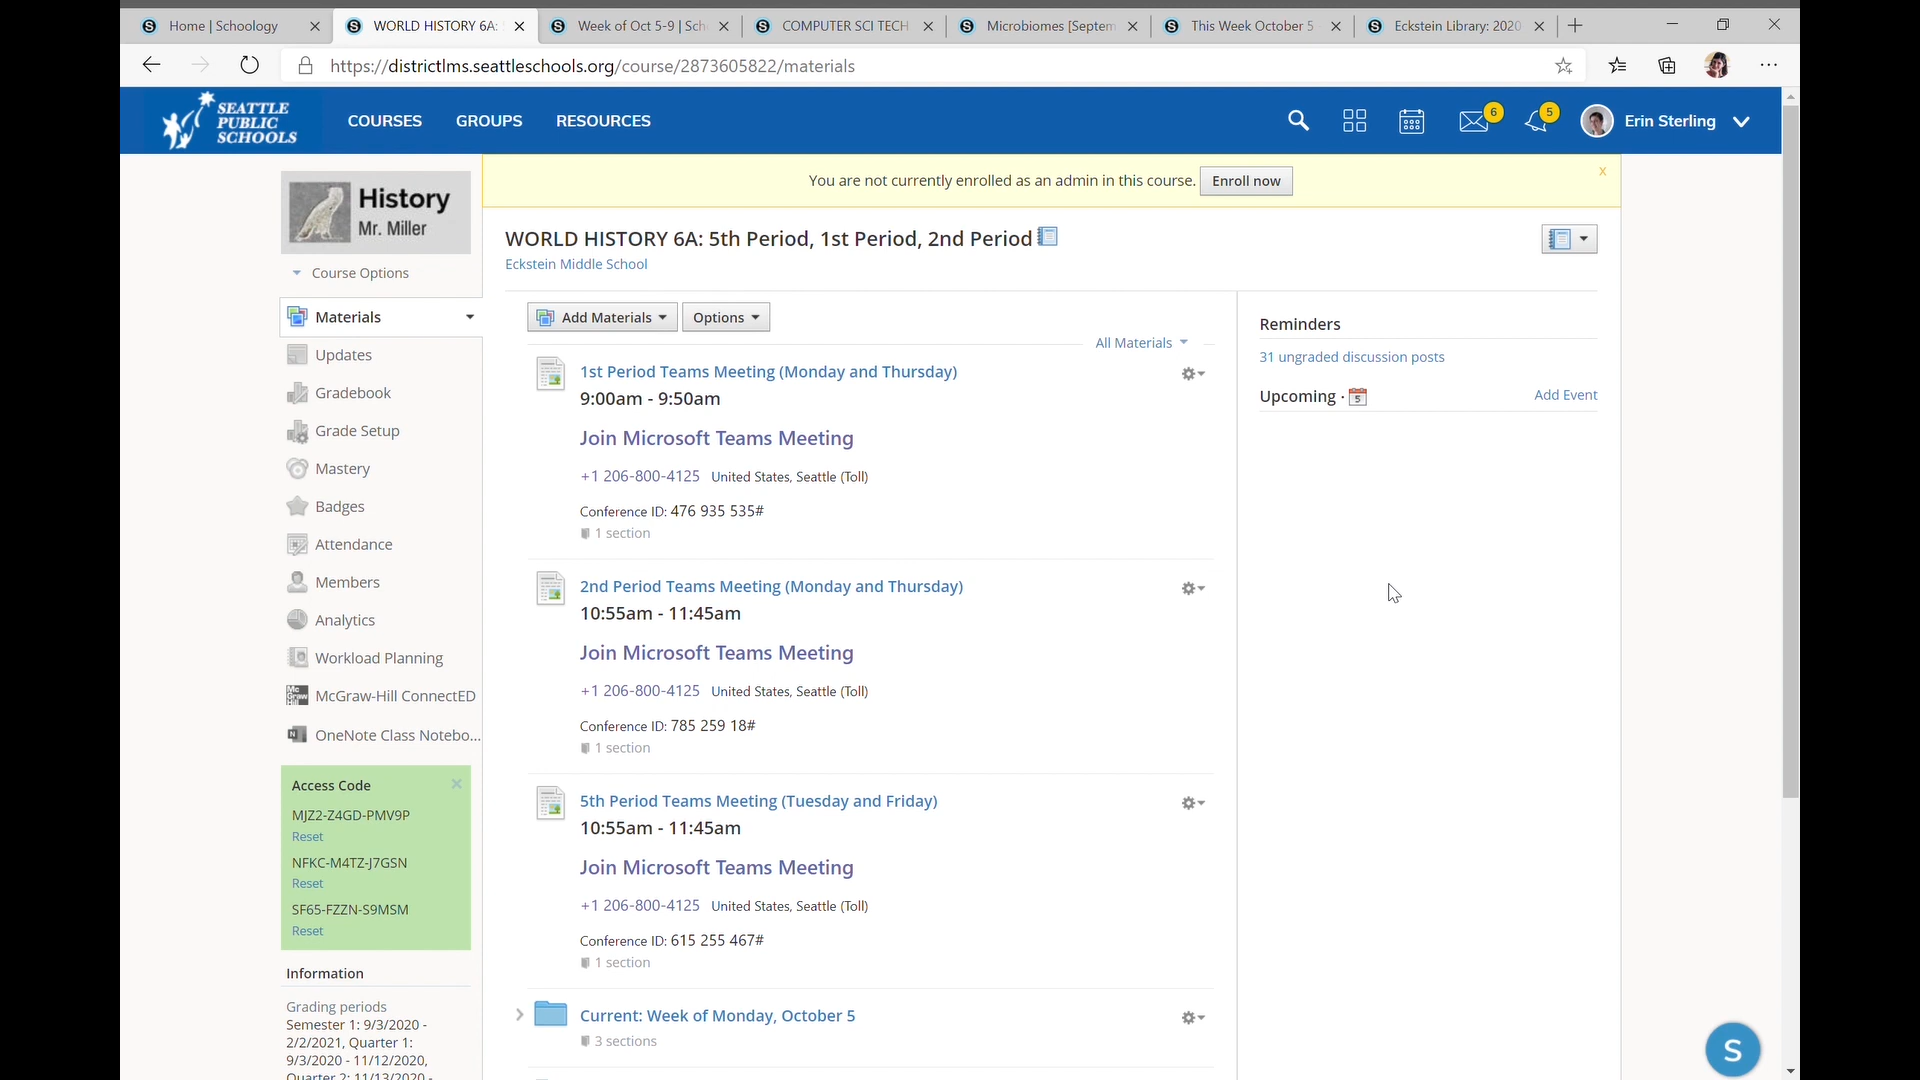 Home | Schoology
WORLD HISTORY 6A:
Week of Oct 5-9 | Sch
COMPUTER SCI TECH
Microbiomes [Septem
This Week October 5
Eckstein Library: 2020
https://districtlms.seattleschools.org/course/2873605822/materials
SEATTLE
PUBLIC
SCHOOLS
COURSES
GROUPS
RESOURCES
6
5
Erin Sterling
You are not currently enrolled as an admin in this course.
Enroll now
x
History
Mr. Miller
Course Options
WORLD HISTORY 6A: 5th Period, 1st Period, 2nd Period
Eckstein Middle School
Materials
Updates
Gradebook
Grade Setup
Mastery
Badges
Attendance
Members
Analytics
Workload Planning
McGraw-Hill ConnectED
OneNote Class Notebo...
Access Code
MJZ2-Z4GD-PMV9P
Reset
NFKC-M4TZ-J7GSN
Reset
SF65-FZZN-S9MSM
Reset
Information
Grading periods
Semester 1: 9/3/2020 -
2/2/2021, Quarter 1:
9/3/2020 - 11/12/2020,
Quarter 2: 11/13/2020 -
Add Materials
Options
All Materials
1st Period Teams Meeting (Monday and Thursday)
9:00am - 9:50am
Join Microsoft Teams Meeting
+1 206-800-4125 United States, Seattle (Toll)
Conference ID: 476 935 535#
1 section
2nd Period Teams Meeting (Monday and Thursday)
10:55am - 11:45am
Join Microsoft Teams Meeting
+1 206-800-4125 United States, Seattle (Toll)
Conference ID: 785 259 18#
1 section
5th Period Teams Meeting (Tuesday and Friday)
10:55am - 11:45am
Join Microsoft Teams Meeting
+1 206-800-4125 United States, Seattle (Toll)
Conference ID: 615 255 467#
1 section
Current: Week of Monday, October 5
3 sections
Reminders
31 ungraded discussion posts
Upcoming · 5
Add Event
S